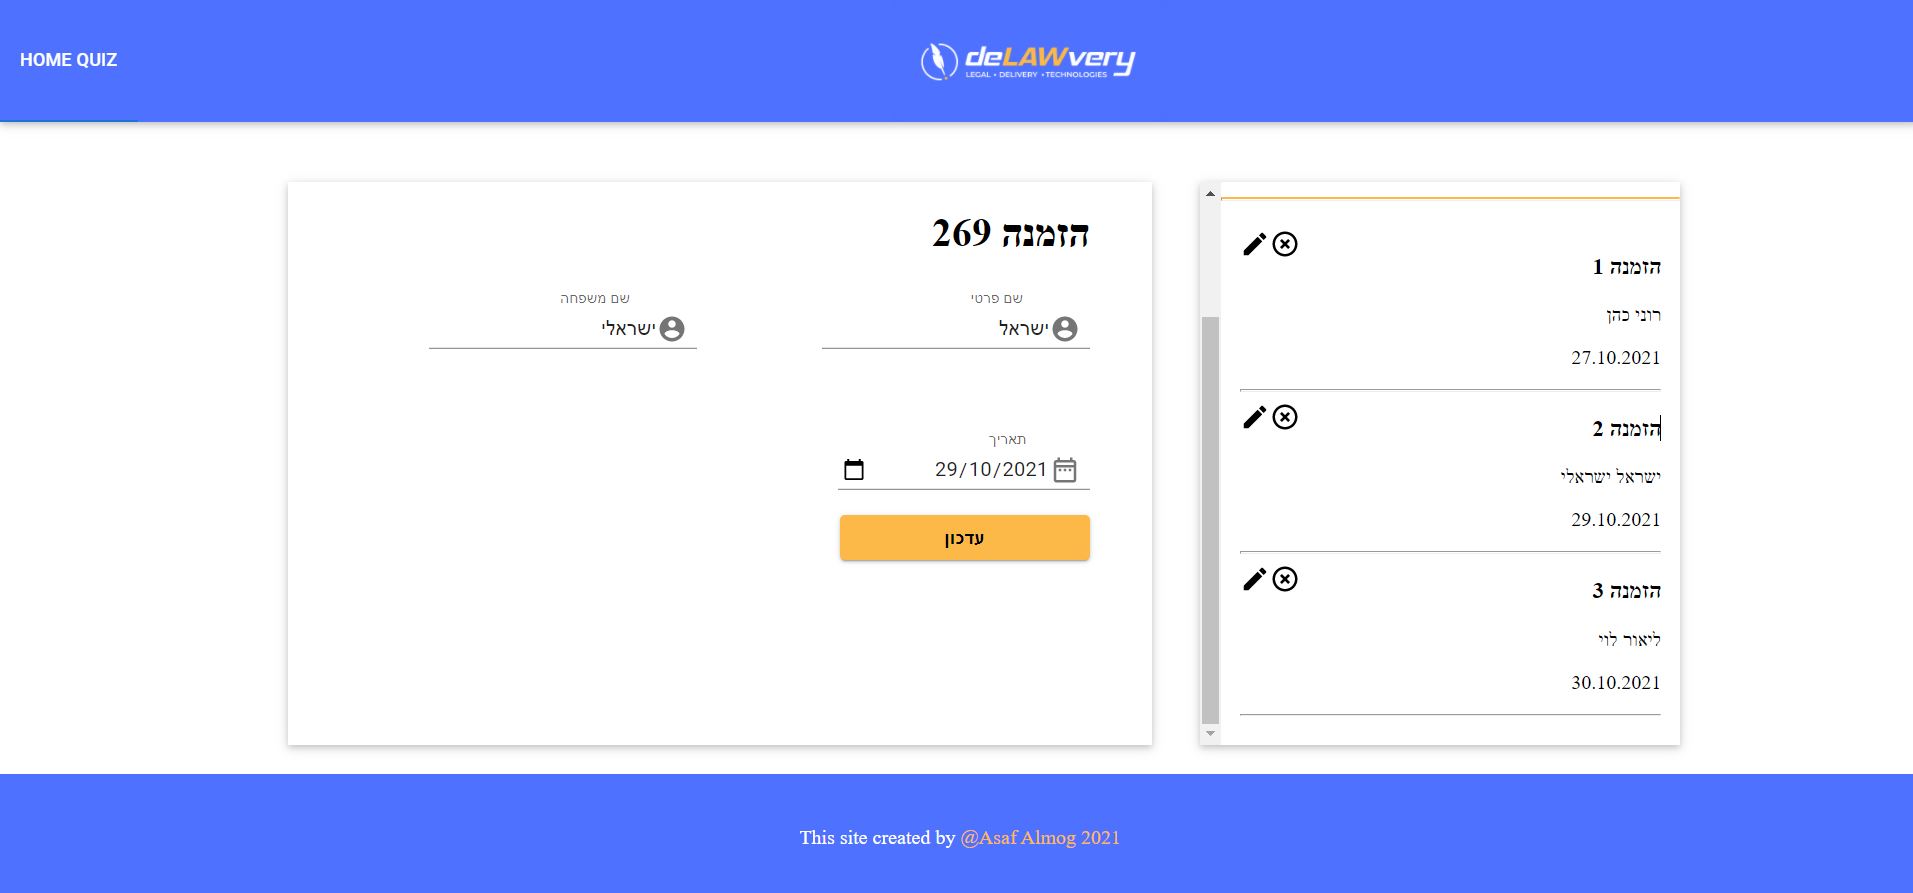 HOME QUIZ
deLAWvery
LEGAL • DELIVERY • TECHNOLOGIES
הזמנה 1
רוני כהן
27.10.2021
הזמנה 2
ישראל ישראלי
29.10.2021
הזמנה 3
ליאור לוי
30.10.2021
הזמנה 269
שם פרטי
ישראל
שם משפחה
ישראלי
תאריך
29/10/2021
עדכון
This site created by @Asaf Almog 2021